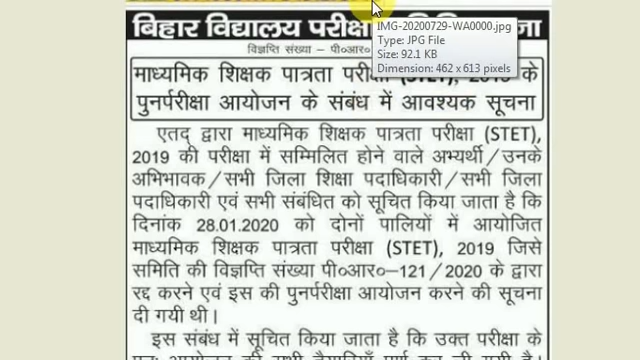 बिहार विद्यालय परीक्षा
IMG-20200729-WA0000.jpg
Type: JPG File
Size: 92.1 KB
Dimension: 462 x 613 pixels
विज्ञप्ति संख्या – पी०आर०
माध्यमिक शिक्षक पात्रता परीक्षा (STET), 2019 के
पुनर्परीक्षा आयोजन के संबंध में आवश्यक सूचना
एतद् द्वारा माध्यमिक शिक्षक पात्रता परीक्षा (STET),
2019 की परीक्षा में सम्मिलित होने वाले अभ्यर्थी/उनके
अभिभावक/सभी जिला शिक्षा पदाधिकारी/सभी जिला
पदाधिकारी एवं सभी संबंधित को सूचित किया जाता है कि
दिनांक 28.01.2020 को दोनों पालियों में आयोजित
माध्यमिक शिक्षक पात्रता परीक्षा (STET), 2019 जिसे
समिति की विज्ञप्ति संख्या पी०आर०–121/2020 के द्वारा
रद्द करने एवं इस की पुनर्परीक्षा आयोजन करने की सूचना
दी गयी थी।
इस संबंध में सूचित किया जाता है कि उक्त परीक्षा के